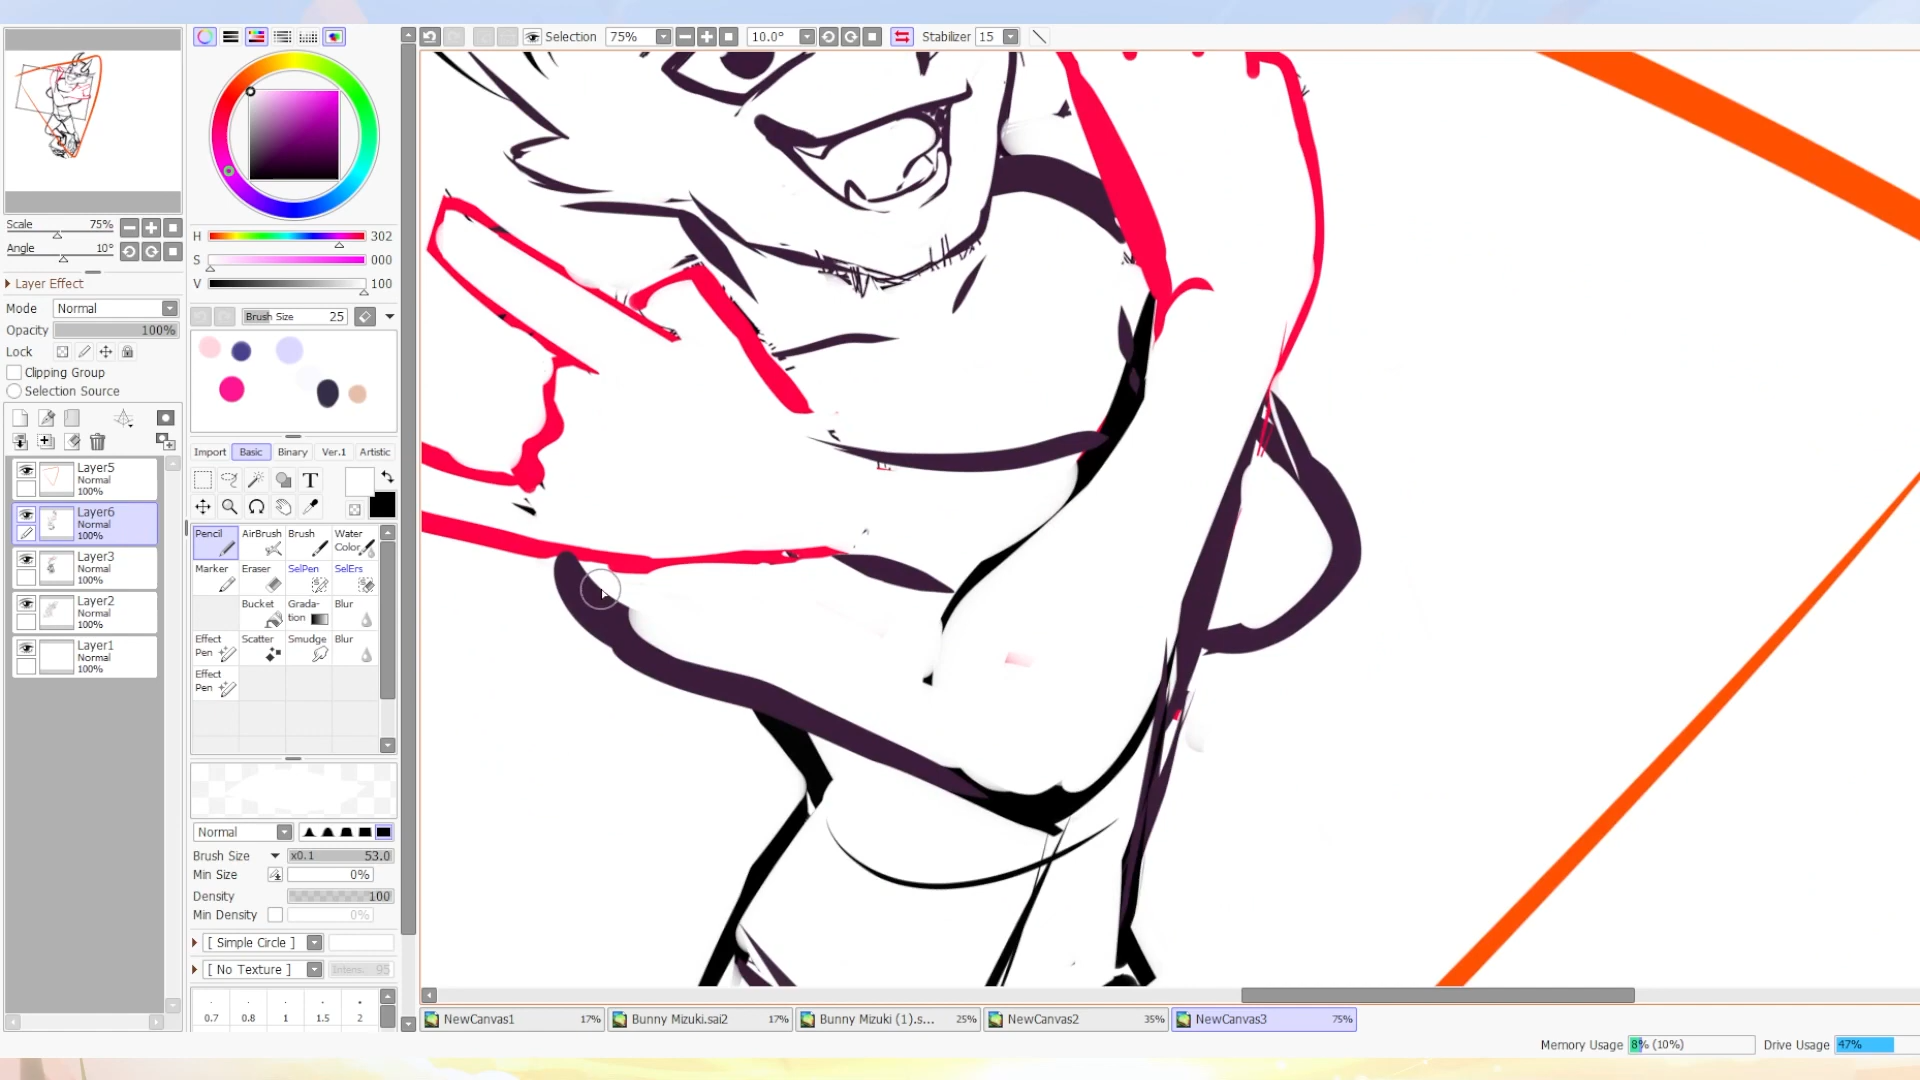 Selection 75% 10.0° Stabilizer 15
Scale 75%
Angle 10°
Layer Effect
Mode Normal
Opacity 100%
Lock
Clipping Group
Selection Source
Layer5
Normal
100%
Layer6
Normal
100%
Layer3
Normal
100%
Layer2
Normal
100%
Layer1
Normal
100%
H 302
S 000
V 100
Brush Size 25
Import Basic Binary Ver.1 Artistic
T
Pencil AirBrush Brush Water
Color
Marker Eraser SelPen SelErs
Bucket Grada-
tion Blur
Effect
Pen Scatter Smudge Blur
Effect
Pen
Normal
Brush Size x0.1 53.0
Min Size 0%
Density 100
Min Density 0%
[ Simple Circle ]
[ No Texture ] Intens. 95
0.7 0.8 1 1.5 2
NewCanvas1 17% Bunny Mizuki.sai2 17% Bunny Mizuki (1).s... 25% NewCanvas2 35% NewCanvas3 75%
Memory Usage 8% (10%) Drive Usage 47%